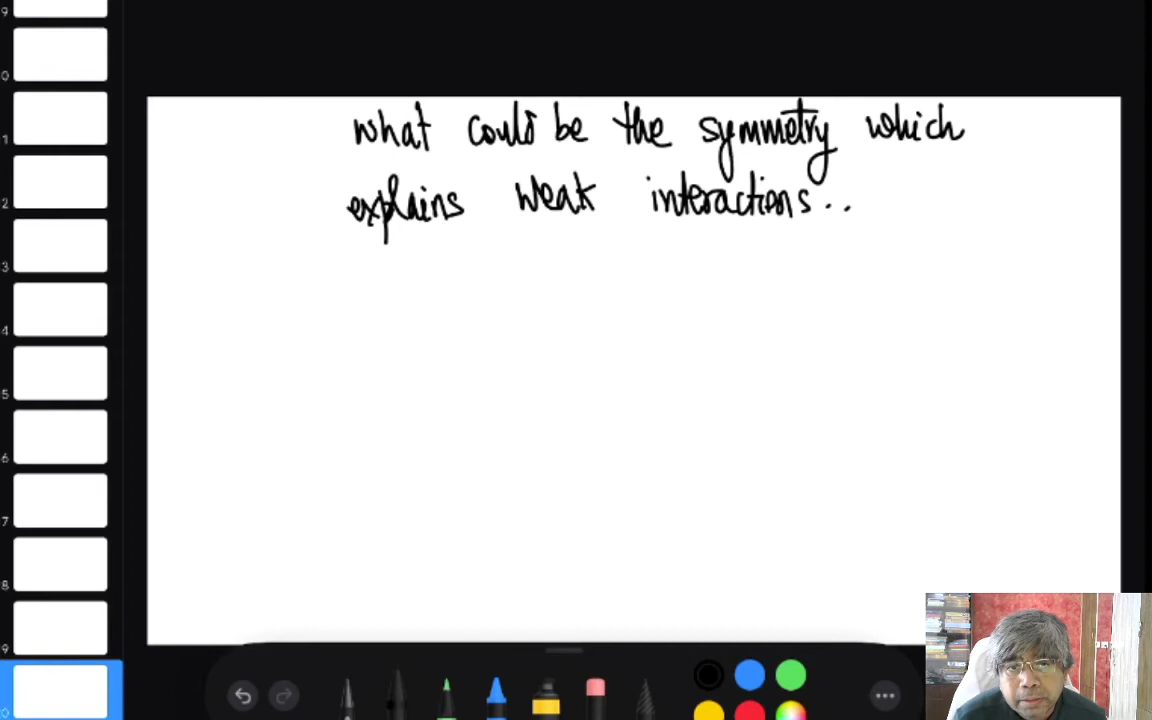 what could be the symmetry which
explains weak interactions..